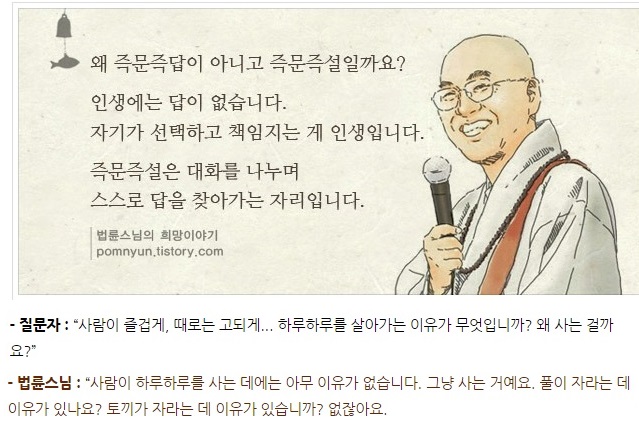 왜 즉문즉답이 아니고 즉문즉설일까요?
인생에는 답이 없습니다.
자기가 선택하고 책임지는 게 인생입니다.
즉문즉설은 대화를 나누며
스스로 답을 찾아가는 자리입니다.
법륜스님의 희망이야기
pomnyun.tistory.com
- 질문자 : “사람이 즐겁게, 때로는 고되게... 하루하루를 살아가는 이유가 무엇입니까? 왜 사는 걸까
요?”
- 법륜스님 : “사람이 하루하루를 사는 데에는 아무 이유가 없습니다. 그냥 사는 거예요. 풀이 자라는 데
이유가 있나요? 토끼가 자라는 데 이유가 있습니까? 없잖아요.